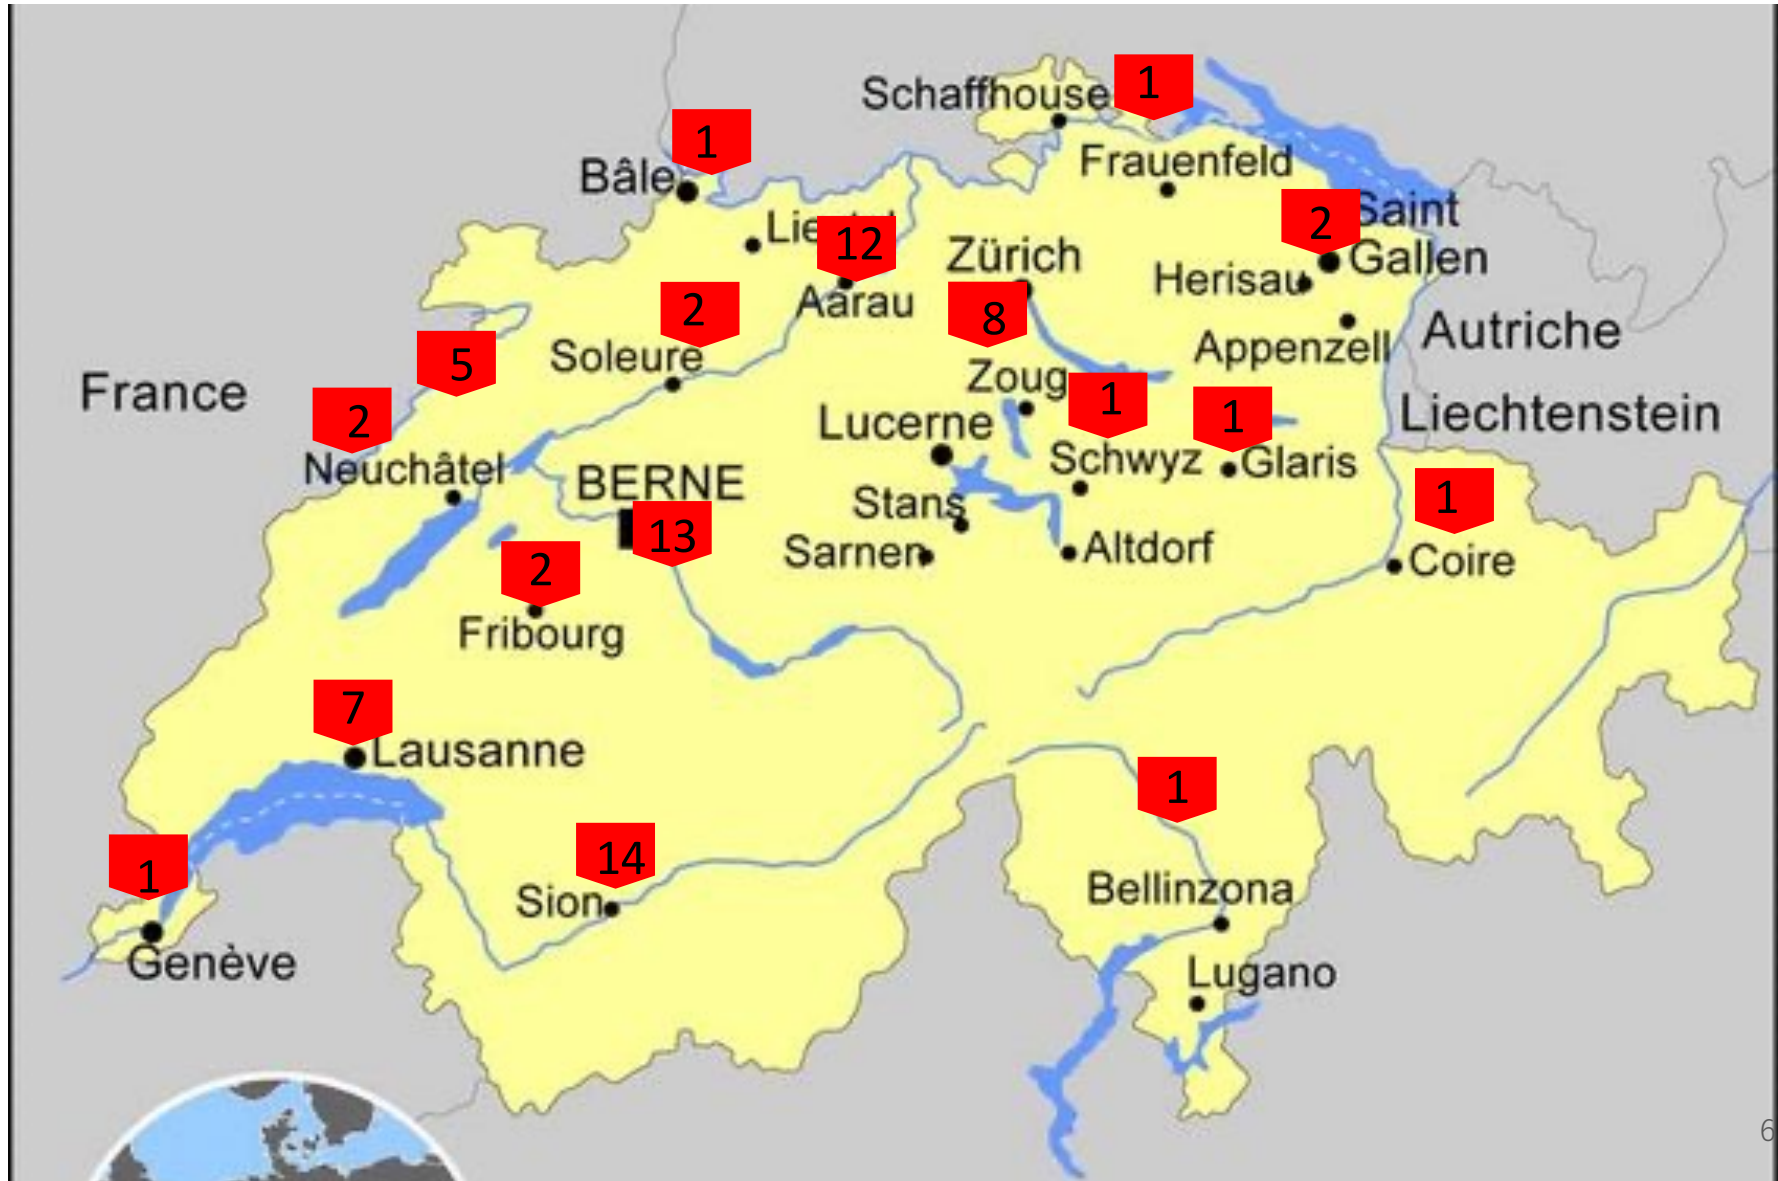 Schaffhouse
1
1
Bâle
Frauenfeld
2
Saint
Gallen
12
Zürich
Herisau
2
Aarau
8
Appenzell
Autriche
Soleure
5
France
Zoug
1
1
Liechtenstein
2
Lucerne
Neuchâtel
BERNE
Schwyz
Glaris
1
Stans
13
Sarnen
Altdorf
Coire
2
Fribourg
7
Lausanne
1
14
1
Sion
Bellinzona
Genève
Lugano
6